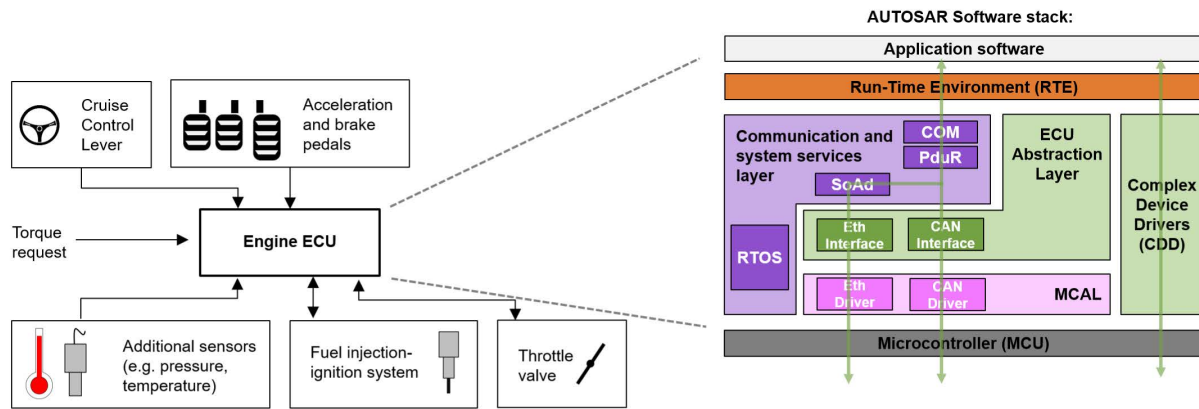 Cruise
Control
Lever
Acceleration
and brake
pedals
Torque
request
Engine ECU
Additional sensors
(e.g. pressure,
temperature)
Fuel injection-
ignition system
Throttle
valve
AUTOSAR Software stack:
Application software
Run-Time Environment (RTE)
Communication and
system services
layer
COM
PduR
SoAd
RTOS
ECU
Abstraction
Layer
Eth
Interface
CAN
Interface
Complex
Device
Drivers
(CDD)
Eth
Driver
CAN
Driver
MCAL
Microcontroller (MCU)